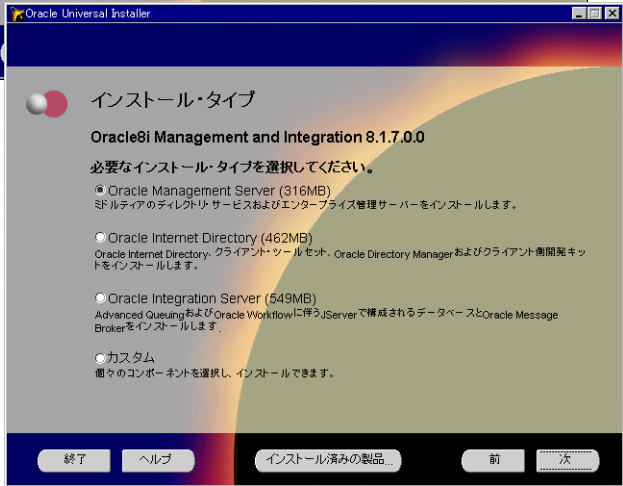 Oracle Universal Installer
インストール・タイプ
Oracle8i Management and Integration 8.1.7.0.0
必要なインストール・タイプを選択してください。
Oracle Management Server (316MB)
ミドルティアのディレクトリ・サービスおよびエンタープライズ管理サーバーをインストールします。
Oracle Internet Directory (462MB)
Oracle Internet Directory、クライアント・ツールセット、Oracle Directory Managerおよびクライアント側開発キッ
トをインストールします。
Oracle Integration Server (549MB)
Advanced QueuingおよびOracle Workflowに伴うJServerで構成されるデータベースとOracle Message
Brokerをインストールします.
カスタム
個々のコンポーネントを選択し、インストールできます。
終了 ヘルプ インストール済みの製品... 前 次